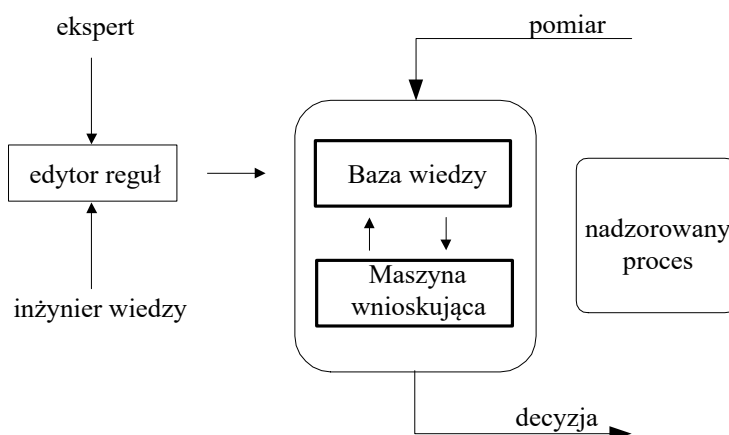 ekspert
pomiar
edytor reguł
Baza wiedzy
nadzorowany
proces
Maszyna
wnioskująca
inżynier wiedzy
decyzja